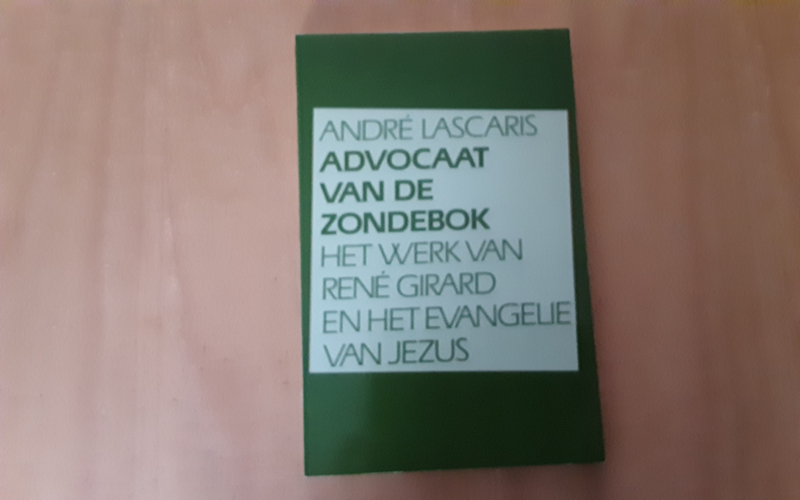 ANDRÉ LASCARIS
ADVOCAAT
VAN DE
ZONDEBOK
HET WERK VAN
RENÉ GIRARD
EN HET EVANGELIE
VAN JEZUS